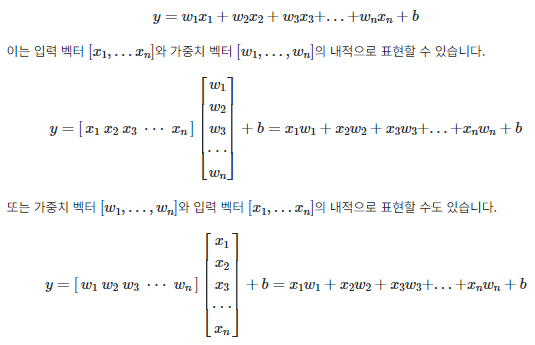 y = w₁x₁ + w₂x₂ + w₃x₃+. . . +wₙxₙ + b
이는 입력 벡터 [x₁, . . . xₙ]와 가중치 벡터 [w₁, . . . , wₙ]의 내적으로 표현할 수 있습니다.
y = [ x₁ x₂ x₃ ⋯ xₙ ] [ w₁ w₂ w₃ ⋯ wₙ ] + b = x₁w₁ + x₂w₂ + x₃w₃+. . . +xₙwₙ + b
또는 가중치 벡터 [w₁, . . . , wₙ]와 입력 벡터 [x₁, . . . xₙ]의 내적으로 표현할 수도 있습니다.
y = [ w₁ w₂ w₃ ⋯ wₙ ] [ x₁ x₂ x₃ ⋯ xₙ ] + b = x₁w₁ + x₂w₂ + x₃w₃+. . . +xₙwₙ + b